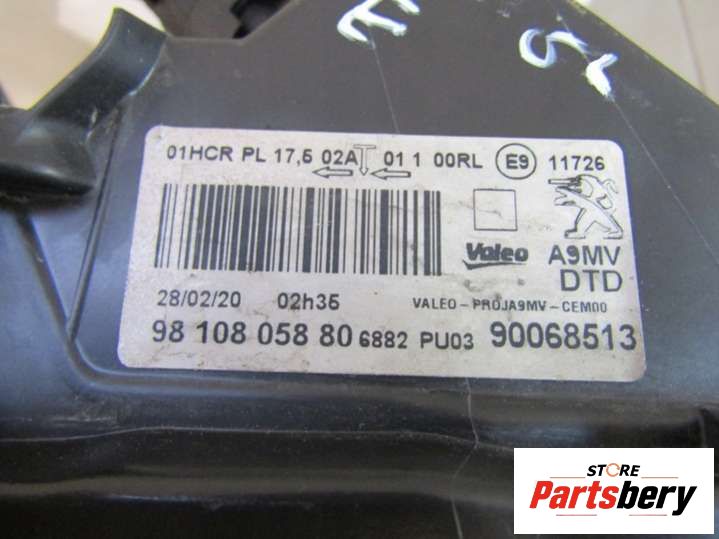 E 5
01HCR PL 17,5 02A 01 1 00RL E9 11726
Valeo A9MV
DTD
28/02/20 02h35 VALEO-PROJA9MV-CEM00
98 108 058 80 6882 PU03 90068513
STORE
Partsbery